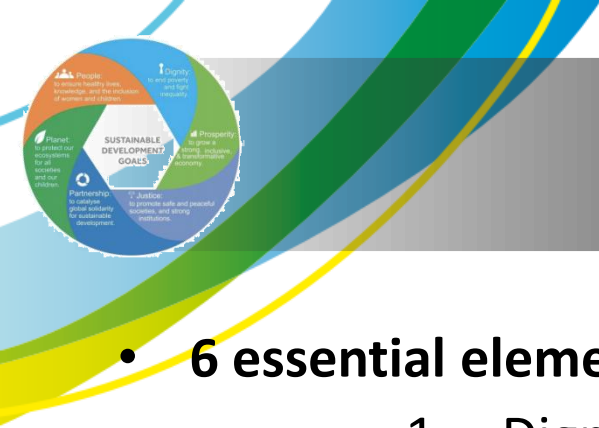 People:
to ensure healthy lives,
knowledge, and the inclusion
of women and children.
Dignity:
to end poverty
and fight
inequality.
Prosperity:
to grow a
strong, inclusive,
& transformative
economy.
Justice:
to promote safe and peaceful
societies, and strong
institutions.
Partnership:
to catalyse
global solidarity
for sustainable
development.
Planet:
to protect our
ecosystems
for all
societies
and our
children.
SUSTAINABLE
DEVELOPMENT
GOALS
• 6 essential eleme
1. Dign